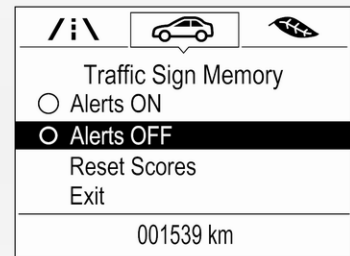 Traffic Sign Memory
Alerts ON
Alerts OFF
Reset Scores
Exit
001539 km